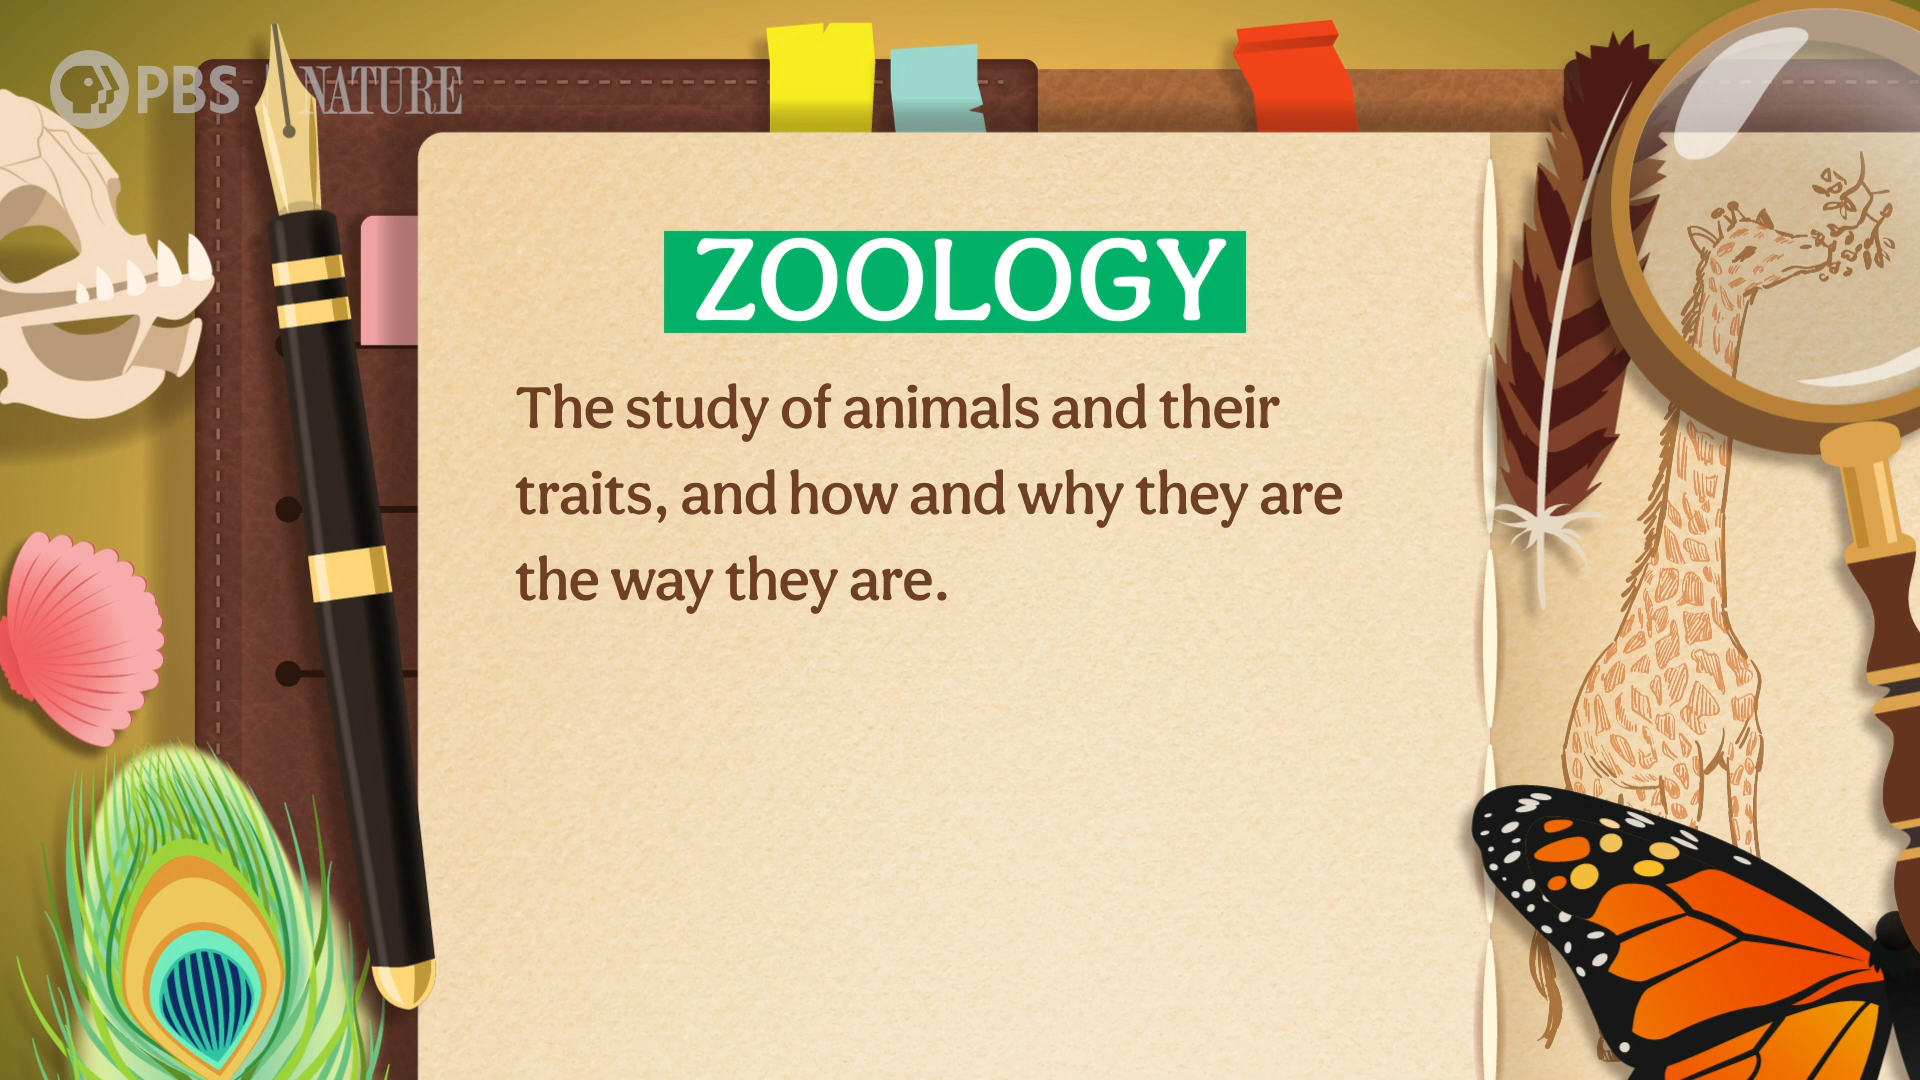 PBS NATURE
ZOOLOGY
The study of animals and their
traits, and how and why they are
the way they are.